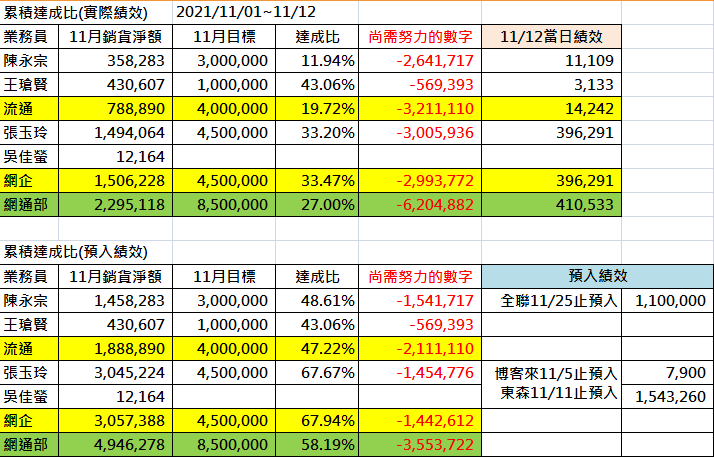 累積達成比(實際績效) 2021/11/01~11/12
業務員 11月銷貨淨額 11月目標 達成比 尚需努力的數字 11/12當日績效
陳永宗 358,283 3,000,000 11.94% -2,641,717 11,109
王瑲賢 430,607 1,000,000 43.06% -569,393 3,133
流通 788,890 4,000,000 19.72% -3,211,110 14,242
張玉玲 1,494,064 4,500,000 33.20% -3,005,936 396,291
吳佳螢 12,164
網企 1,506,228 4,500,000 33.47% -2,993,772 396,291
網通部 2,295,118 8,500,000 27.00% -6,204,882 410,533
累積達成比(預入績效)
業務員 11月銷貨淨額 11月目標 達成比 尚需努力的數字 預入績效
陳永宗 1,458,283 3,000,000 48.61% -1,541,717 全聯11/25止預入 1,100,000
王瑲賢 430,607 1,000,000 43.06% -569,393
流通 1,888,890 4,000,000 47.22% -2,111,110
張玉玲 3,045,224 4,500,000 67.67% -1,454,776 博客來11/5止預入 7,900
吳佳螢 12,164 東森11/11止預入 1,543,260
網企 3,057,388 4,500,000 67.94% -1,442,612
網通部 4,946,278 8,500,000 58.19% -3,553,722